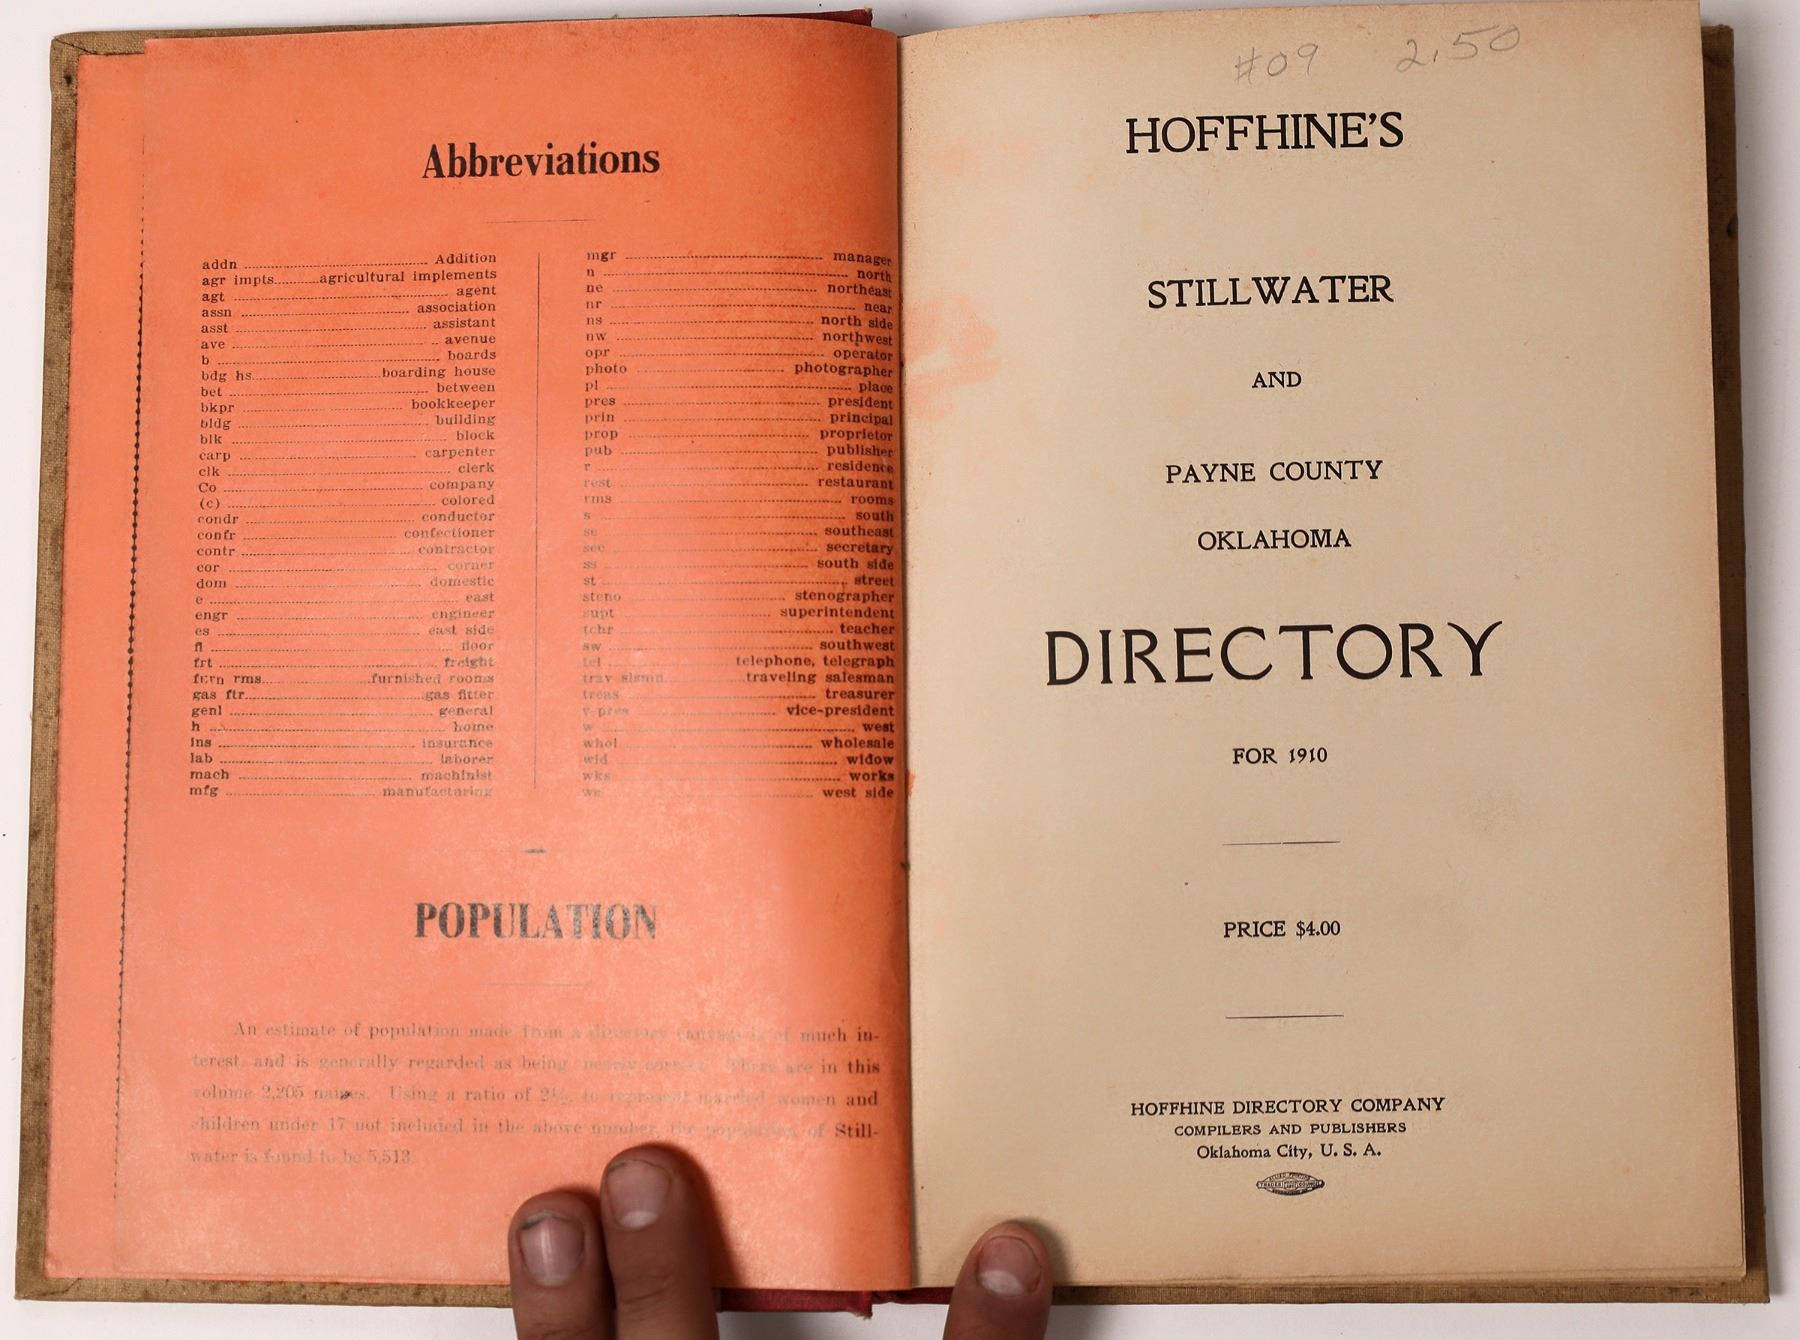 Abbreviations
addn Addition
agr impts agricultural implements
agt agent
assn association
asst assistant
ave avenue
b boards
bdg hs boarding house
bet between
bkpr bookkeeper
bldg building
blk block
carp carpenter
clk clerk
Co company
(c) colored
condr conductor
confr confectioner
contr contractor
cor corner
dom domestic
e east
engr engineer
es east side
fl floor
frt freight
furn rms furnished rooms
gas ftr gas fitter
genl general
h home
ins insurance
lab laborer
mach machinist
mfg manufacturing
mgr manager
n north
ne northeast
nr near
ns north side
nw northwest
opr operator
photo photographer
pl place
pres president
prin principal
prop proprietor
pub publisher
r residence
rest restaurant
rms rooms
s south
se southeast
sec secretary
ss south side
st street
steno stenographer
supt superintendent
tchr teacher
sw southwest
tel telephone, telegraph
trav slsmn traveling salesman
treas treasurer
v-pres vice-president
w west
whol wholesale
wid widow
wks works
ws west side
POPULATION
An estimate of population made from a directory canvass is of much in-
terest and is generally regarded as being nearly correct. There are in this
volume 2,205 names. Using a ratio of 2½ to represent married women and
children under 17 not included in the above number, the population of Still-
water is found to be 5,513.
#09 2.50
HOFFHINE'S
STILLWATER
AND
PAYNE COUNTY
OKLAHOMA
DIRECTORY
FOR 1910
PRICE $4.00
HOFFHINE DIRECTORY COMPANY
COMPILERS AND PUBLISHERS
Oklahoma City, U. S. A.